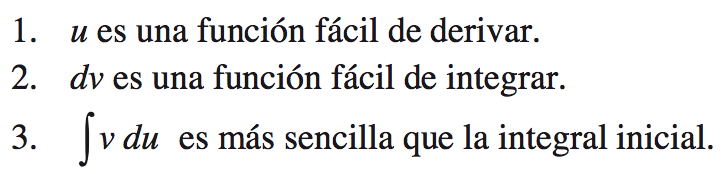 1. u es una función fácil de derivar.
2. dv es una función fácil de integrar.
3. ∫v du es más sencilla que la integral inicial.